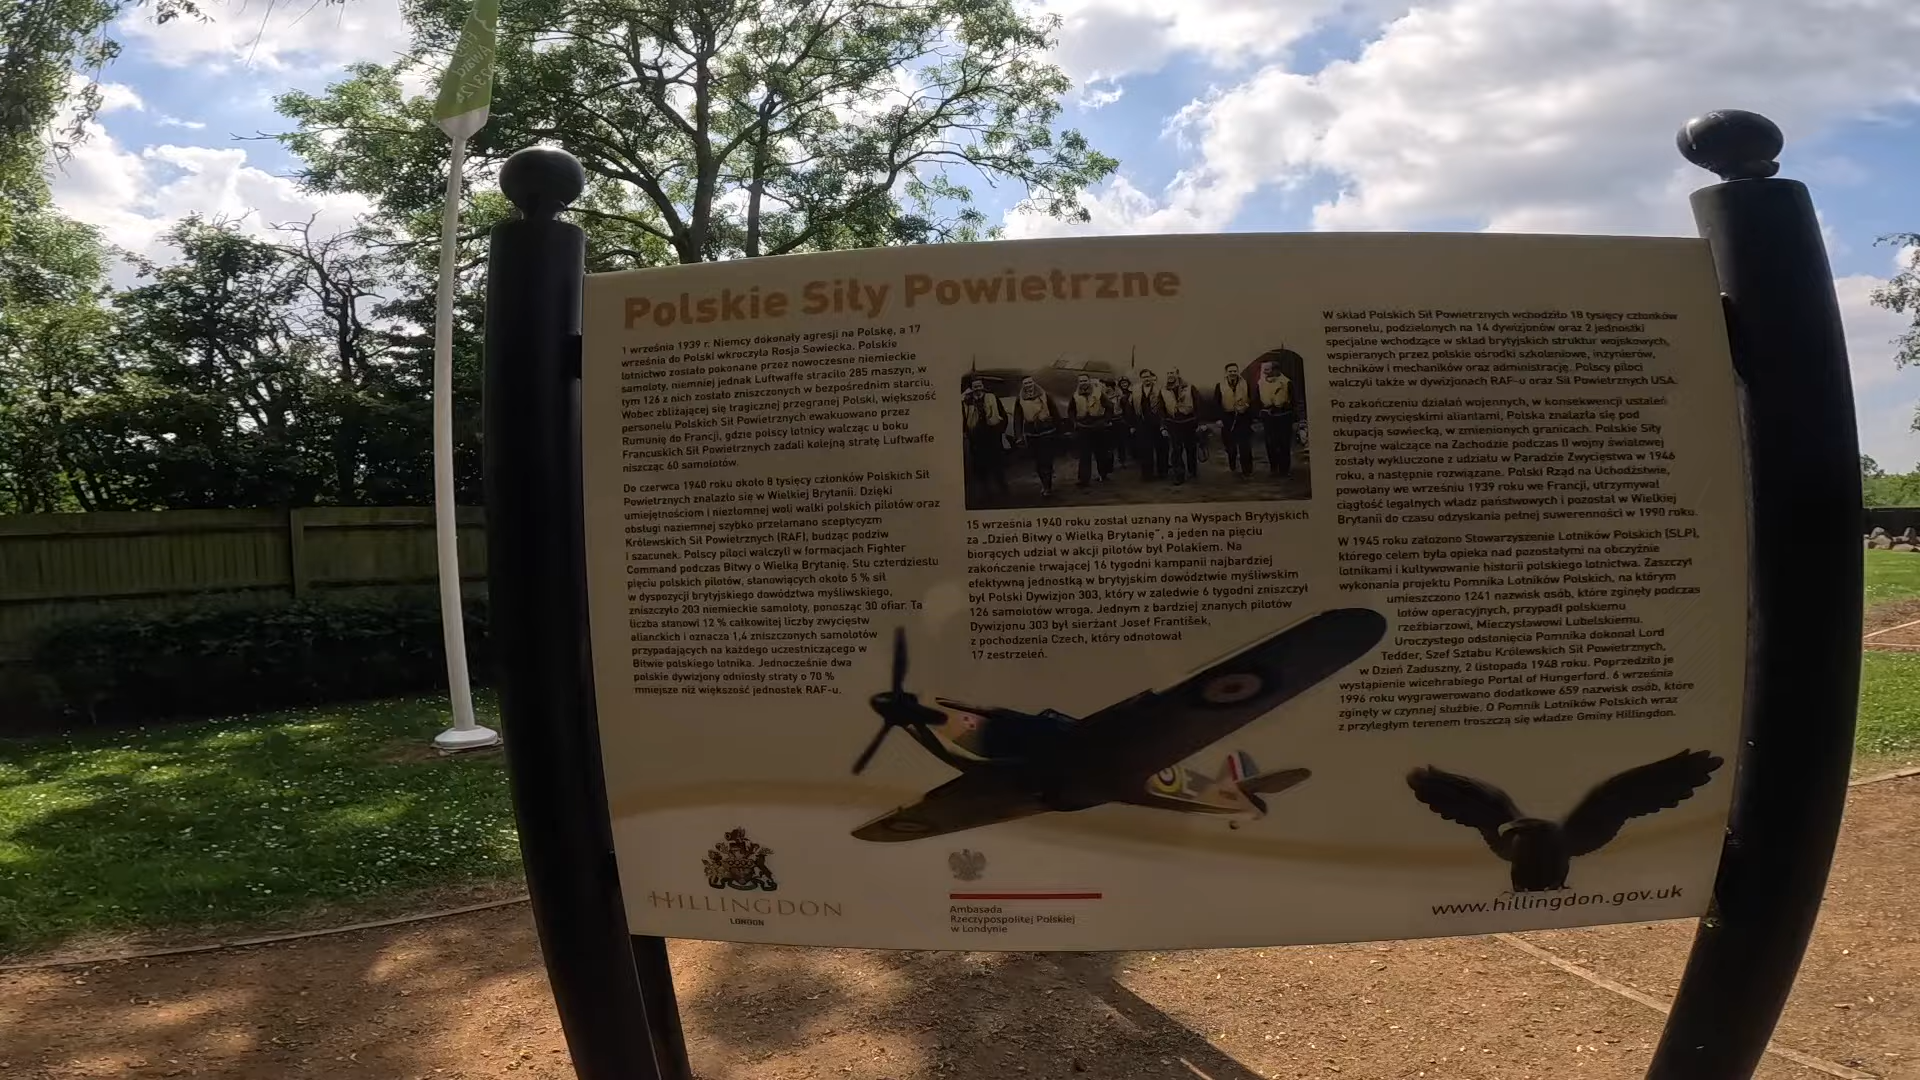 Polskie Siły Powietrzne
1 września 1939 r. Niemcy dokonały agresji na Polskę, a 17
września do Polski wkroczyła Rosja Sowiecka. Polskie
lotnictwo zostało pokonane przez nowoczesne niemieckie
samoloty, niemniej jednak Luftwaffe straciło 285 maszyn, w
tym 126 z nich zostało zniszczonych w bezpośrednim starciu.
Wobec zbliżającej się tragicznej przegranej Polski, większość
personelu Polskich Sił Powietrznych ewakuowano przez
Rumunię do Francji, gdzie polscy lotnicy walcząc u boku
Francuskich Sił Powietrznych zadali kolejną stratę Luftwaffe
niszcząc 60 samolotów.
Do czerwca 1940 roku około 8 tysięcy członków Polskich Sił
Powietrznych znalazło się w Wielkiej Brytanii. Dzięki
umiejętnościom i niezłomnej woli walki polskich pilotów oraz
obsługi naziemnej szybko przełamano sceptycyzm
Królewskich Sił Powietrznych (RAF), budząc podziw
i szacunek. Polscy piloci walczyli w formacjach Fighter
Command podczas Bitwy o Wielką Brytanię. Stu czterdziestu
pięciu polskich pilotów, stanowiących około 5 % sił
w dyspozycji brytyjskiego dowództwa myśliwskiego,
zniszczyło 203 niemieckie samoloty, ponosząc 30 ofiar. Ta
liczba stanowi 12 % całkowitej liczby zwycięstw
alianckich i oznacza 1,4 zniszczonych samolotów
przypadających na każdego uczestniczącego w
Bitwie polskiego lotnika. Jednocześnie dwa
polskie dywizjony odniosły straty o 70 %
mniejsze niż większość jednostek RAF-u.
15 września 1940 roku został uznany na Wyspach Brytyjskich
za „Dzień Bitwy o Wielką Brytanię”, a jeden na pięciu
biorących udział w akcji pilotów był Polakiem. Na
zakończenie trwającej 16 tygodni kampanii najbardziej
efektywną jednostką w brytyjskim dowództwie myśliwskim
był Polski Dywizjon 303, który w zaledwie 6 tygodni zniszczył
126 samolotów wroga. Jednym z bardziej znanych pilotów
Dywizjonu 303 był sierżant Josef František,
z pochodzenia Czech, który odnotował
17 zestrzeleń.
W skład Polskich Sił Powietrznych wchodziło 18 tysięcy członków
personelu, podzielonych na 14 dywizjonów oraz 2 jednostki
specjalne wchodzące w skład brytyjskich struktur wojskowych,
wspieranych przez polskie ośrodki szkoleniowe, inżynierów,
techników i mechaników oraz administrację. Polscy piloci
walczyli także w dywizjonach RAF-u oraz Sił Powietrznych USA.
Po zakończeniu działań wojennych, w konsekwencji ustaleń
między zwycięskimi aliantami, Polska znalazła się pod
okupacją sowiecką, w zmienionych granicach. Polskie Siły
Zbrojne walczące na Zachodzie podczas II wojny światowej
zostały wykluczone z udziału w Paradzie Zwycięstwa w 1946
roku, a następnie rozwiązane. Polski Rząd na Uchodźstwie,
powołany we wrześniu 1939 roku we Francji, utrzymywał
ciągłość legalnych władz państwowych i pozostał w Wielkiej
Brytanii do czasu odzyskania pełnej suwerenności w 1990 roku.
W 1945 roku założono Stowarzyszenie Lotników Polskich (SLP),
którego celem była opieka nad pozostałymi na obczyźnie
lotnikami i kultywowanie historii polskiego lotnictwa. Zaszczyt
wykonania projektu Pomnika Lotników Polskich, na którym
umieszczono 1241 nazwisk osób, które zginęły podczas
lotów operacyjnych, przypadł polskiemu
rzeźbiarzowi, Mieczysławowi Lubelskiemu.
Uroczystego odsłonięcia Pomnika dokonał Lord
Tedder, Szef Sztabu Królewskich Sił Powietrznych,
w Dzień Zaduszny, 2 listopada 1948 roku. Poprzedziło je
wystąpienie wicehrabiego Portal of Hungerford. 6 września
1996 roku wygrawerowano dodatkowe 659 nazwisk osób, które
zginęły w czynnej służbie. O Pomnik Lotników Polskich wraz
z przyległym terenem troszczą się władze Gminy Hillingdon.
HILLINGDON
LONDON
Ambasada
Rzeczypospolitej Polskiej
w Londynie
www.hillingdon.gov.uk